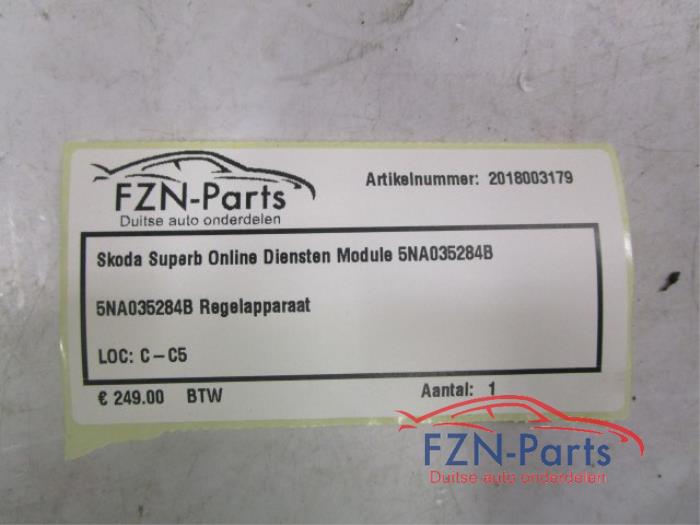 FZN-Parts
Duitse auto onderdelen
Artikelnummer: 2018003179
Skoda Superb Online Diensten Module 5NA035284B
5NA035284B Regelapparaat
LOC: C-C5
€ 249.00 BTW
Aantal: 1
FZN-Parts
Duitse auto onderdelen